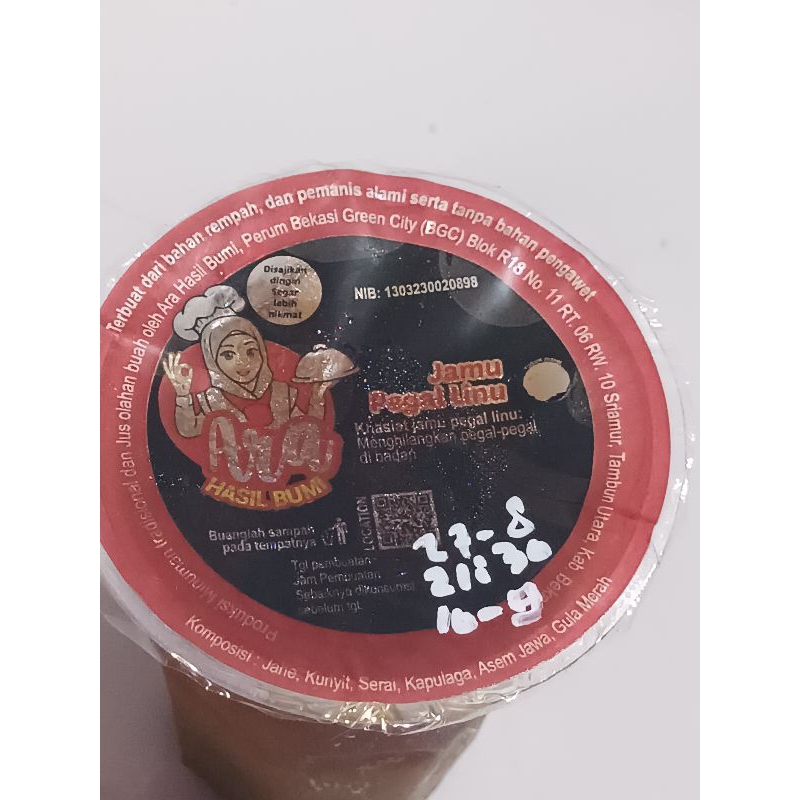 Terbuat dari bahan rempah, dan pemanis alami serta tanpa bahan pengawet
Produksi Minuman tradisional dan Jus olahan buah oleh Ara Hasil Bumi, Perum Bekasi Green City (BGC) Blok R18 No. 11 RT. 06 RW. 10 Sriamur, Tambun Utara, Kab
Disajikan
dingin
Segar
lebih
nikmat
NIB: 1303230020898
Jamu
Pegal Linu
Khasiat jamu pegal linu:
Menghilangkan pegal-pegal
di badan
HASIL BUMI
LOCATION
Buanglah sampah
pada tempatnya
Tgl pembuatan
Jam Pembuatan
Sebaiknya dikonsumsi
sebelum tgl.
27-8
21:30
10-9
Komposisi : Jahe, Kunyit, Serai, Kapulaga, Asem Jawa, Gula Merah